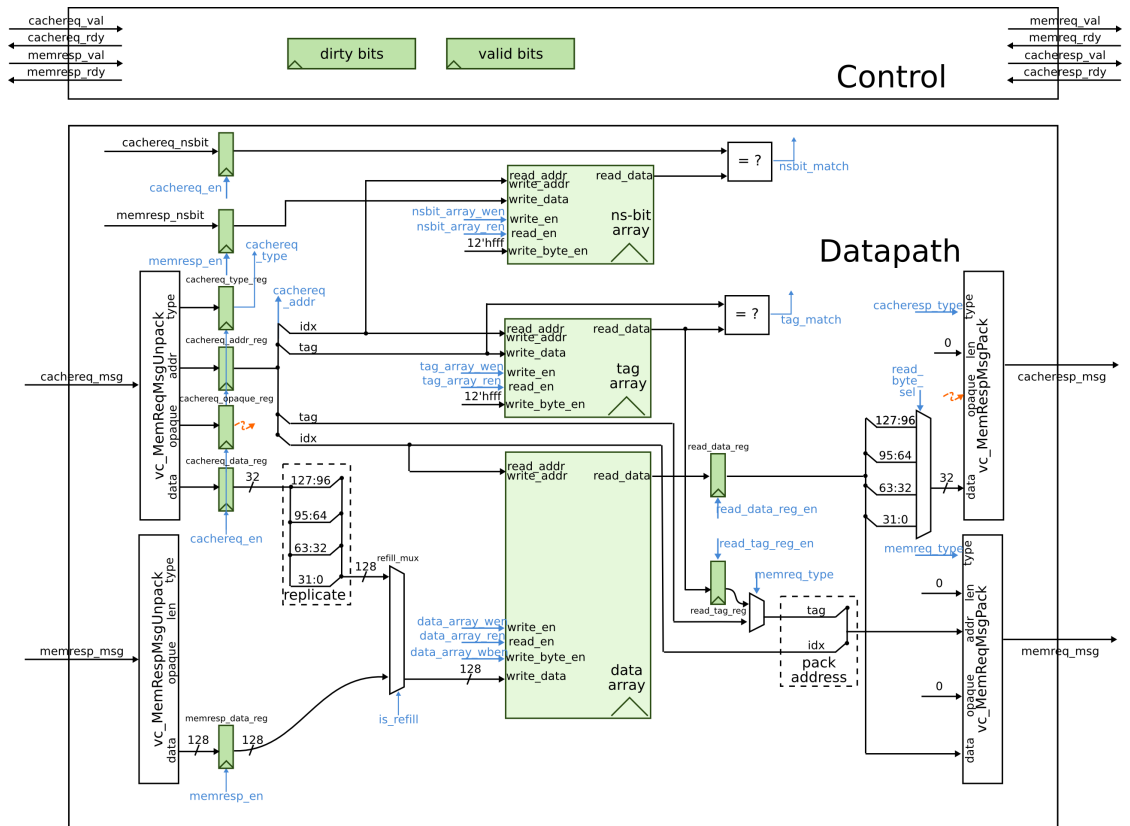 cachereq_val
cachereq_rdy
memresp_val
memresp_rdy
dirty bits
valid bits
Control
memreq_val
memreq_rdy
cacheresp_val
cacheresp_rdy
Datapath
cachereq_nsbit
cachereq_en
memresp_nsbit
memresp_en
cachereq
_type
= ?
nsbit_match
read_addr
write_addr
write_data
write_en
read_en
write_byte_en
read_data
ns-bit
array
nsbit_array_wen
nsbit_array_ren
12'hfff
cachereq_msg
vc_MemReqMsgUnpack
type
addr
opaque
data
cachereq_type_reg
cachereq_addr_reg
cachereq_opaque_reg
cachereq_data_reg
cachereq_en
32
cachereq
_addr
idx
tag
tag
idx
read_addr
write_addr
write_data
write_en
read_en
write_byte_en
read_data
tag
array
tag_array_wen
tag_array_ren
12'hfff
= ?
tag_match
127:96
95:64
63:32
31:0
replicate
128
refill_mux
is_refill
128
read_addr
write_addr
read_data
write_en
read_en
write_byte_en
write_data
data
array
data_array_wen
data_array_ren
data_array_wben
memresp_msg
vc_MemRespMsgUnpack
type
len
opaque
data
128
memresp_data_reg
128
memresp_en
read_data_reg
read_data_reg_en
read_tag_reg_en
read_tag_reg
memreq_type
tag
idx
pack
address
127:96
95:64
63:32
31:0
read_
byte_
sel
32
cacheresp_type
0
vc_MemRespMsgPack
type
len
opaque
data
cacheresp_msg
memreq_type
0
0
vc_MemReqMsgPack
type
len
addr
opaque
data
memreq_msg